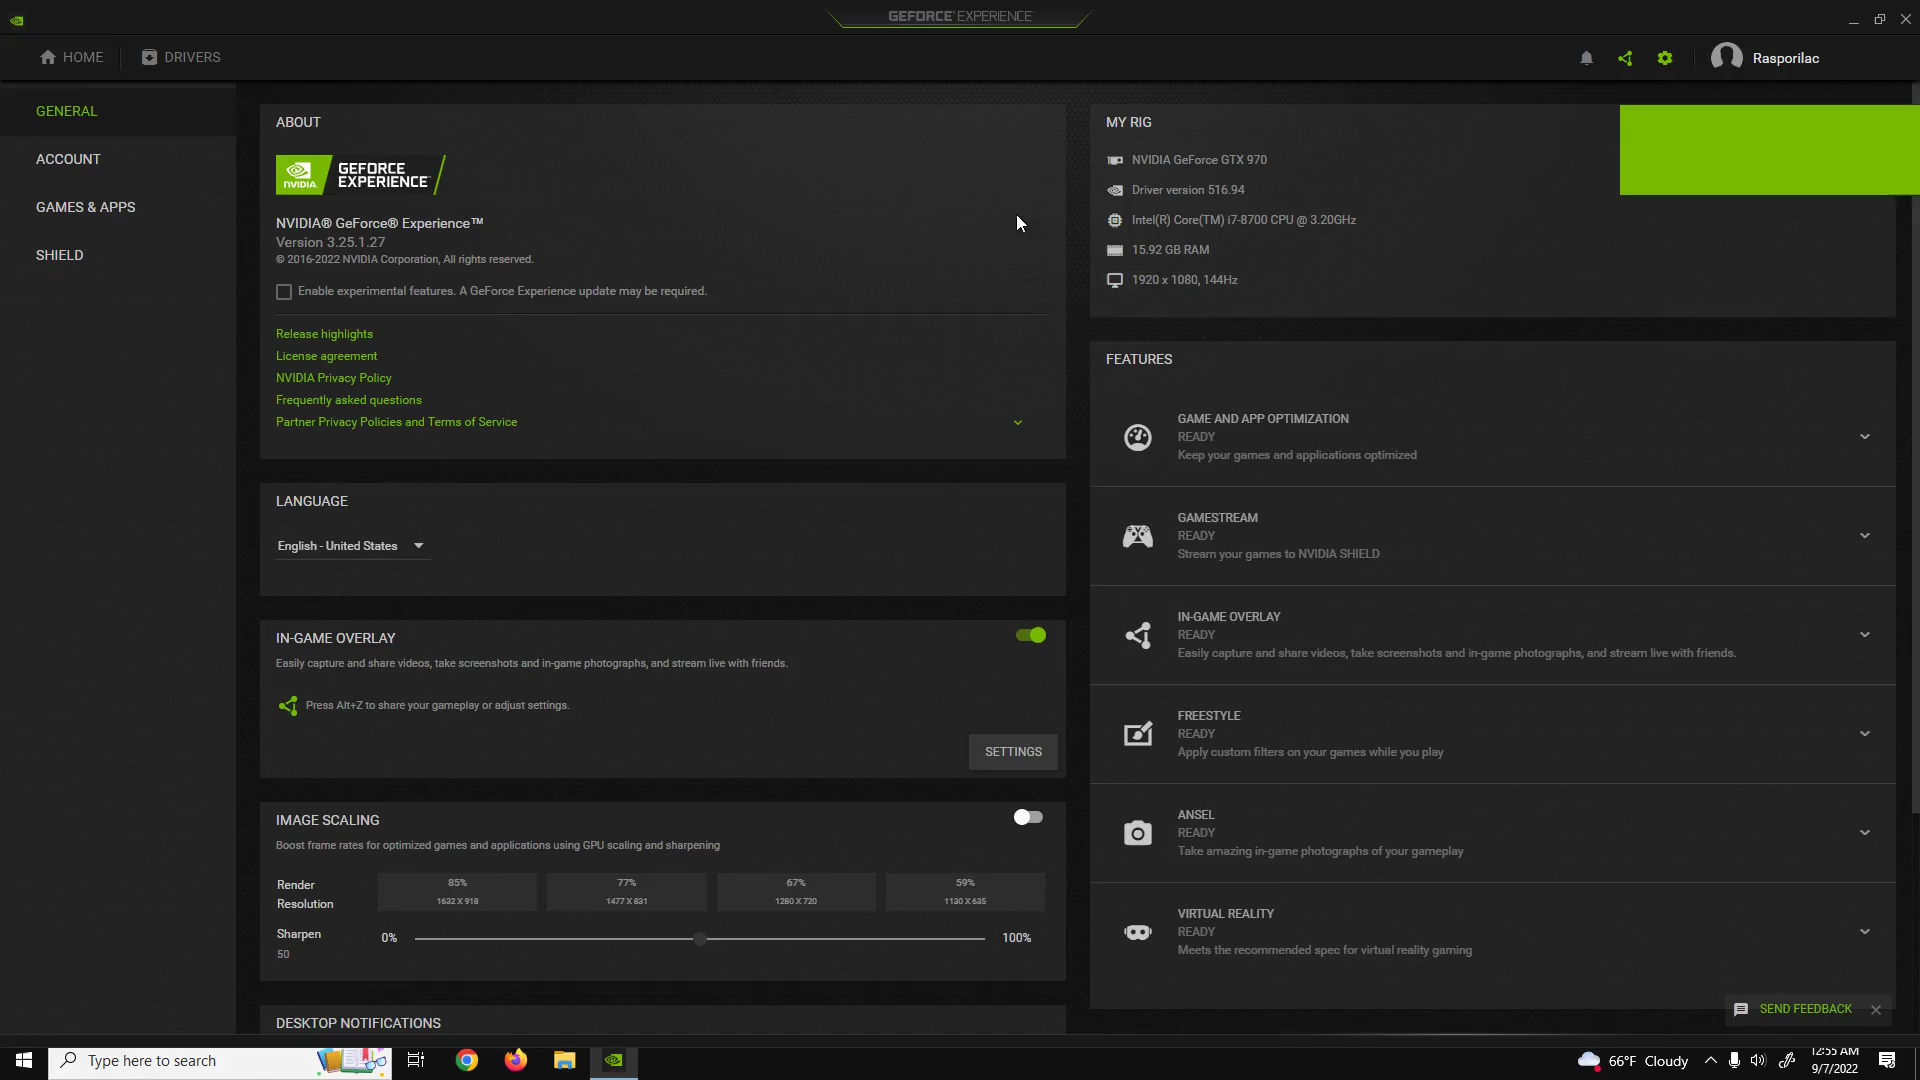 GEFORCE EXPERIENCE
HOME
DRIVERS
Rasporilac
GENERAL
ACCOUNT
GAMES & APPS
SHIELD
ABOUT
NVIDIA.
GEFORCE
EXPERIENCE
NVIDIA® GeForce® Experience™
Version 3.25.1.27
© 2016-2022 NVIDIA Corporation, All rights reserved.
Enable experimental features. A GeForce Experience update may be required.
Release highlights
License agreement
NVIDIA Privacy Policy
Frequently asked questions
Partner Privacy Policies and Terms of Service
LANGUAGE
English - United States
IN-GAME OVERLAY
Easily capture and share videos, take screenshots and in-game photographs, and stream live with friends.
Press Alt+Z to share your gameplay or adjust settings.
SETTINGS
IMAGE SCALING
Boost frame rates for optimized games and applications using GPU scaling and sharpening
Render
Resolution
85%
1632 X 918
77%
1477 X 831
67%
1280 X 720
59%
1130 X 635
Sharpen
50
0%
100%
DESKTOP NOTIFICATIONS
MY RIG
NVIDIA GeForce GTX 970
Driver version 516.94
Intel(R) Core(TM) i7-8700 CPU @ 3.20GHz
15.92 GB RAM
1920 x 1080, 144Hz
FEATURES
GAME AND APP OPTIMIZATION
READY
Keep your games and applications optimized
GAMESTREAM
READY
Stream your games to NVIDIA SHIELD
IN-GAME OVERLAY
READY
Easily capture and share videos, take screenshots and in-game photographs, and stream live with friends.
FREESTYLE
READY
Apply custom filters on your games while you play
ANSEL
READY
Take amazing in-game photographs of your gameplay
VIRTUAL REALITY
READY
Meets the recommended spec for virtual reality gaming
SEND FEEDBACK
Type here to search
66°F Cloudy
12:55 AM
9/7/2022